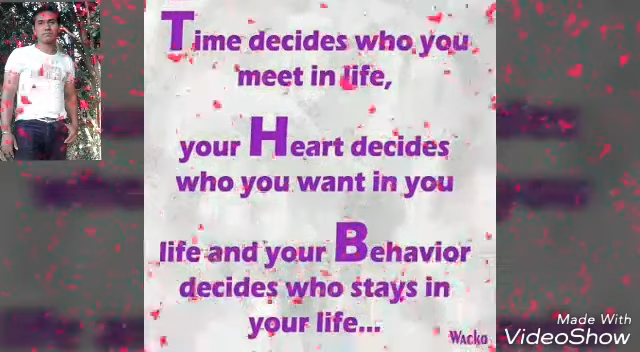 Time decides who you
meet in life,
your Heart decides
who you want in you
life and your Behavior
decides who stays in
your life...
Wacko
Made With
VideoShow